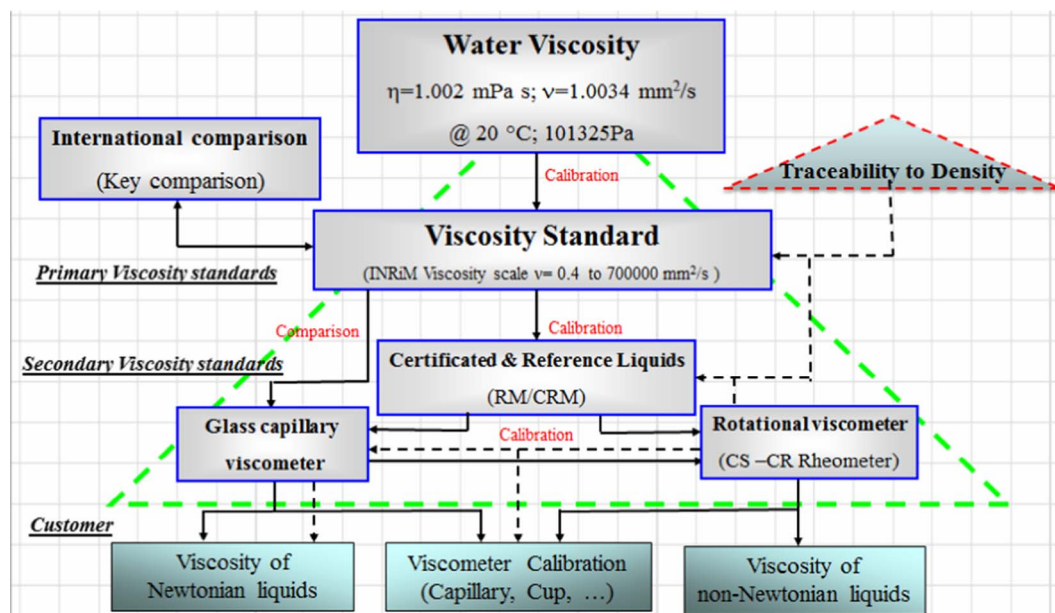 Water Viscosity
η=1.002 mPa s; ν=1.0034 mm²/s
@ 20 °C; 101325Pa
International comparison
(Key comparison)
Calibration
Traceability to Density
Viscosity Standard
(INRiM Viscosity scale ν= 0.4 to 700000 mm²/s )
Primary Viscosity standards
Comparison
Calibration
Secondary Viscosity standards
Certificated & Reference Liquids
(RM/CRM)
Glass capillary
viscometer
Calibration
Rotational viscometer
(CS –CR Rheometer)
Customer
Viscosity of
Newtonian liquids
Viscometer Calibration
(Capillary, Cup, …)
Viscosity of
non-Newtonian liquids